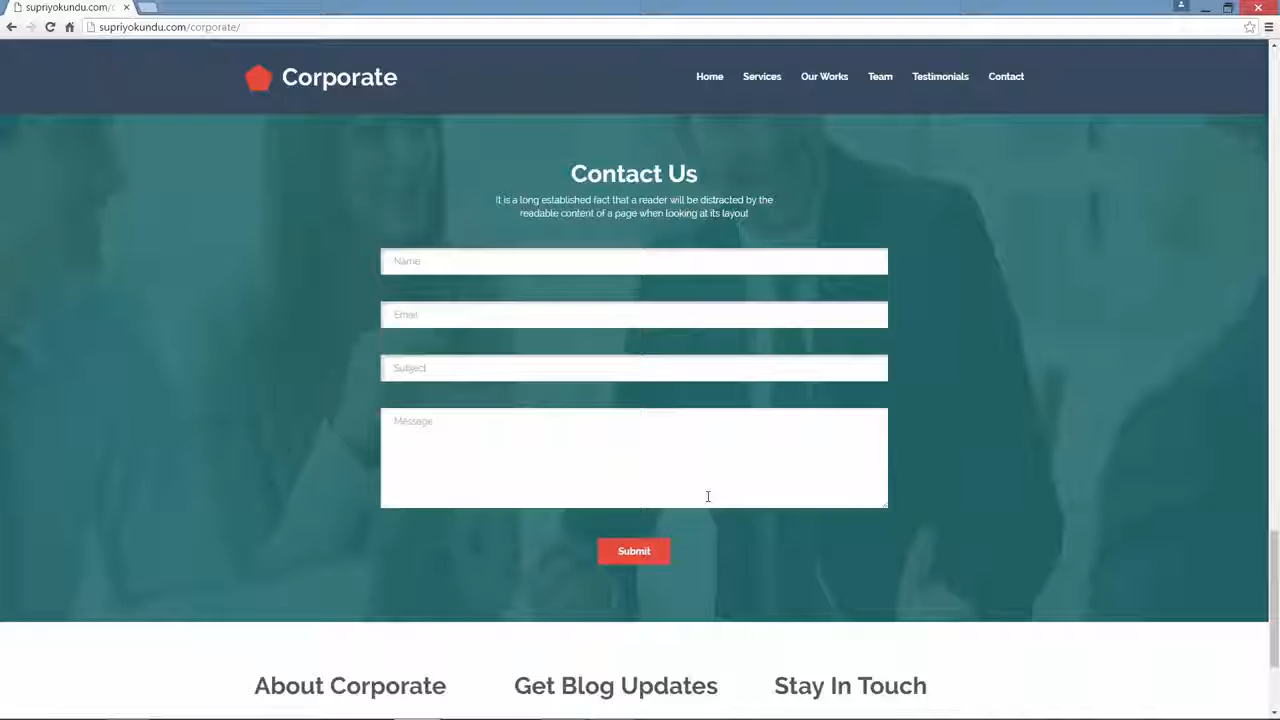 supriyokundu.com/c
supriyokundu.com/corporate/
Corporate
Home Services Our Works Team Testimonials Contact
Contact Us
It is a long established fact that a reader will be distracted by the
readable content of a page when looking at its layout
Name
Email
Subject
Message
Submit
About Corporate Get Blog Updates Stay In Touch